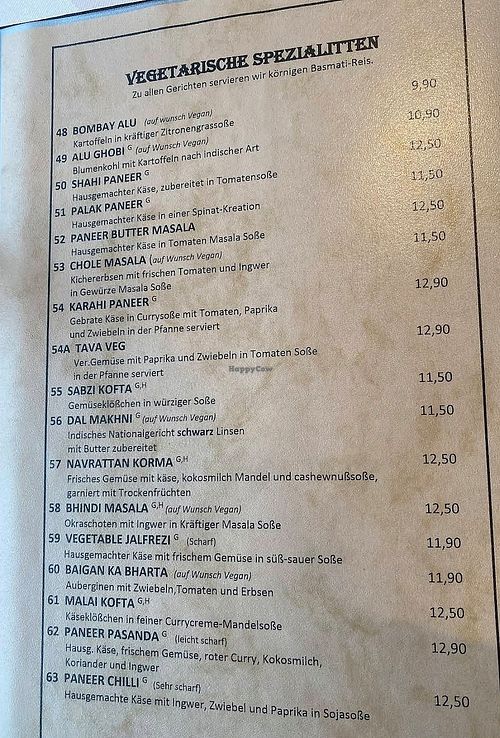 VEGETARISCHE SPEZIALITTEN
Zu allen Gerichten servieren wir körnigen Basmati-Reis.
48 BOMBAY ALU (auf wunsch Vegan) 9,90
Kartoffeln in kräftiger Zitronengrassoße
49 ALU GHOBI G (auf Wunsch Vegan) 10,90
Blumenkohl mit Kartoffeln nach indischer Art
50 SHAHI PANEER G 12,50
Hausgemachter Käse, zubereitet in Tomatensoße
51 PALAK PANEER G 11,50
Hausgemachter Käse in einer Spinat-Kreation
52 PANEER BUTTER MASALA 12,50
Hausgemachter Käse in Tomaten Masala Soße
53 CHOLE MASALA (auf Wunsch Vegan) 11,50
Kichererbsen mit frischen Tomaten und Ingwer
in Gewürze Masala Soße
54 KARAHI PANEER G 12,90
Gebrate Käse in Currysoße mit Tomaten, Paprika
und Zwiebeln in der Pfanne serviert
54A TAVA VEG 12,90
Ver.Gemüse mit Paprika und Zwiebeln in Tomaten Soße
in der Pfanne serviert
55 SABZI KOFTA G,H 11,50
Gemüseklößchen in würziger Soße
56 DAL MAKHNI G (auf Wunsch Vegan) 11,50
Indisches Nationalgericht schwarz Linsen
mit Butter zubereitet
57 NAVRATTAN KORMA G,H 12,50
Frisches Gemüse mit käse, kokosmilch Mandel und cashewnußsoße,
garniert mit Trockenfrüchten
58 BHINDI MASALA G,H (auf Wunsch Vegan) 12,50
Okraschoten mit Ingwer in Kräftiger Masala Soße
59 VEGETABLE JALFREZI G (Scharf) 11,90
Hausgemachter Käse mit frischem Gemüse in süß-sauer Soße
60 BAIGAN KA BHARTA (auf Wunsch Vegan) 11,90
Auberginen mit Zwiebeln,Tomaten und Erbsen
61 MALAI KOFTA G,H 12,50
Käseklößchen in feiner Currycreme-Mandelsoße
62 PANEER PASANDA G (leicht scharf) 12,90
Hausg. Käse, frischem Gemüse, roter Curry, Kokosmilch,
Koriander und Ingwer
63 PANEER CHILLI G (Sehr scharf) 12,50
Hausgemachte Käse mit Ingwer, Zwiebel und Paprika in Sojasoße
HappyCow